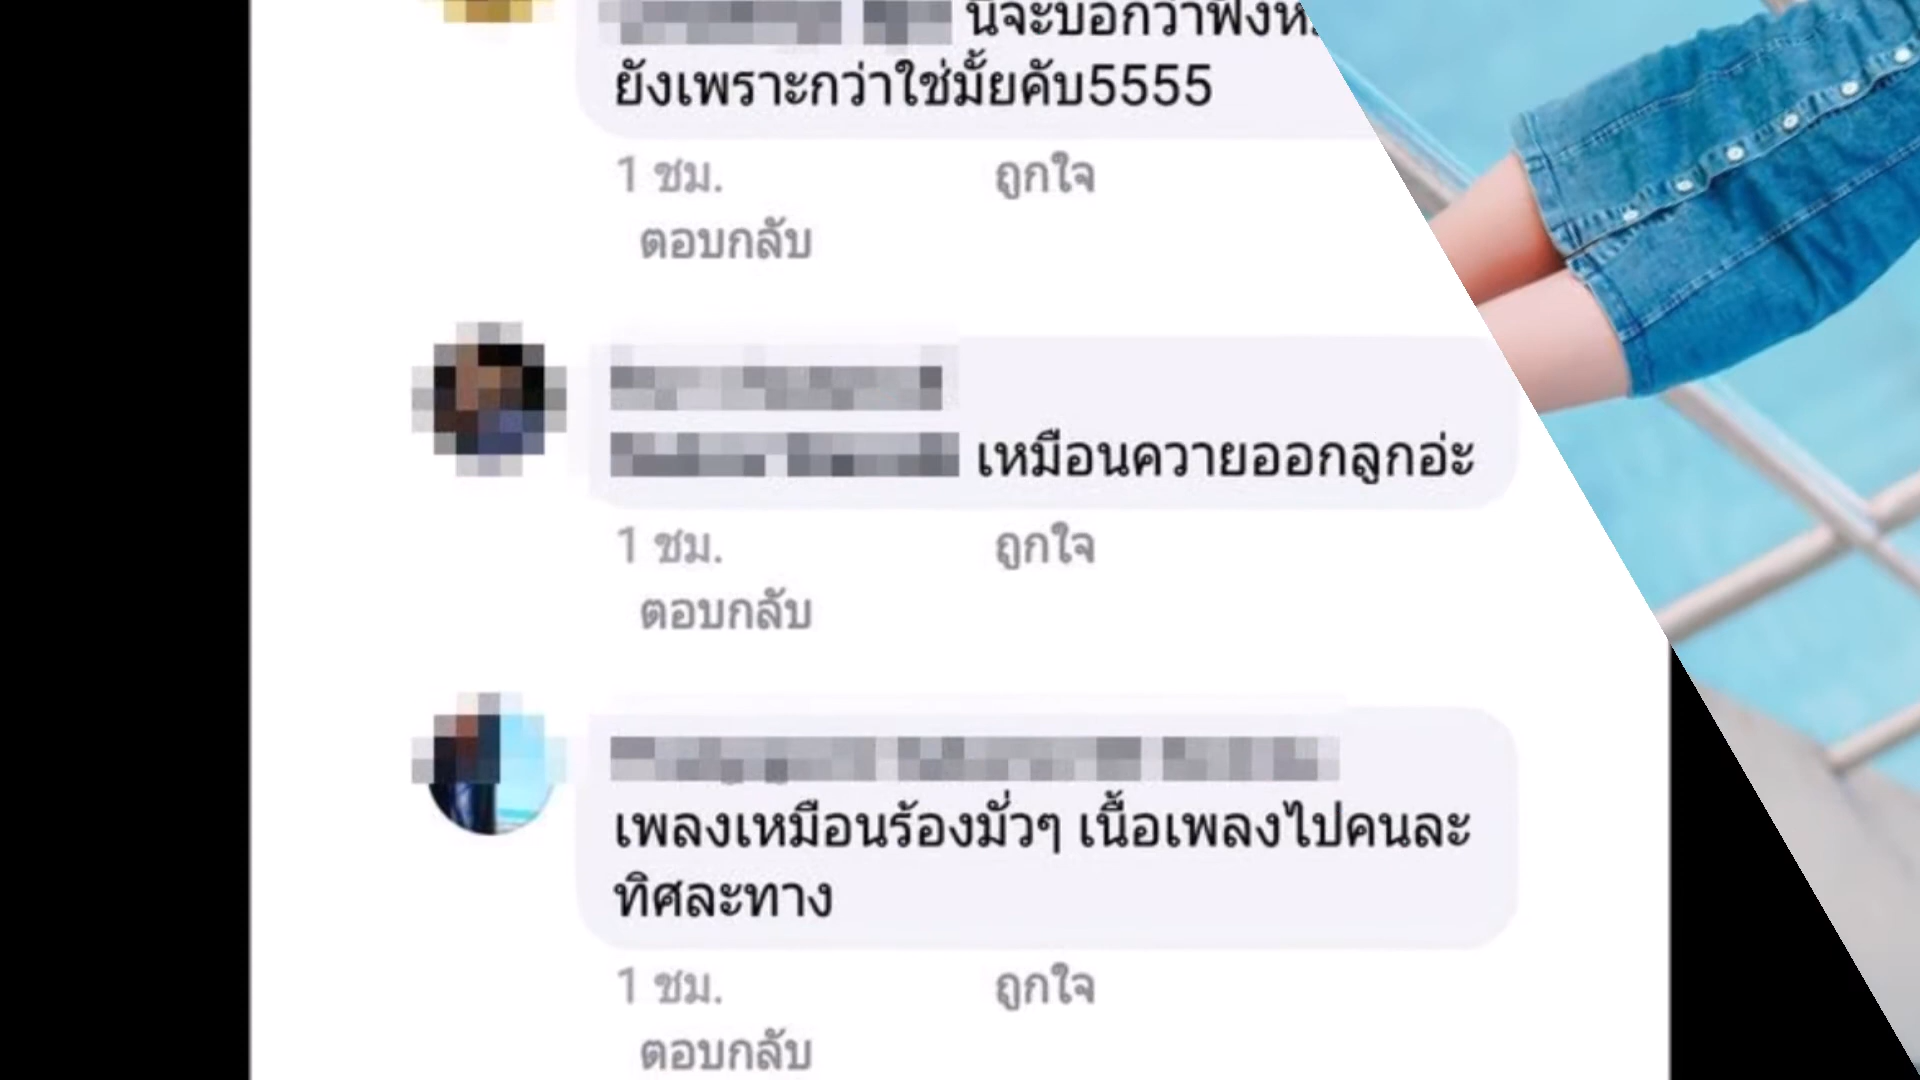 นี่จะบอกว่าฟัง
ยังเพราะกว่าใช่มั้ยคับ5555
1 ชม. ถูกใจ
ตอบกลับ
เหมือนควายออกลูกอ่ะ
1 ชม. ถูกใจ
ตอบกลับ
เพลงเหมือนร้องมั่วๆ เนื้อเพลงไปคนละ
ทิศละทาง
1 ชม. ถูกใจ
ตอบกลับ